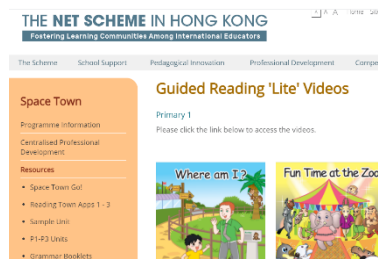 THE NET SCHEME IN HONG KONG
Fostering Learning Communities Among International Educators
A A A
The Scheme School Support Pedagogical Innovation Professional Development
Space Town
Programme Information
Centralised Professional
Development
Resources
Space Town Go!
Reading Town Apps 1 - 3
Sample Unit
P1-P3 Units
Grammar Booklets
Guided Reading 'Lite' Videos
Primary 1
Please click the link below to access the videos.
Where am I?
Fun Time at the Zoo